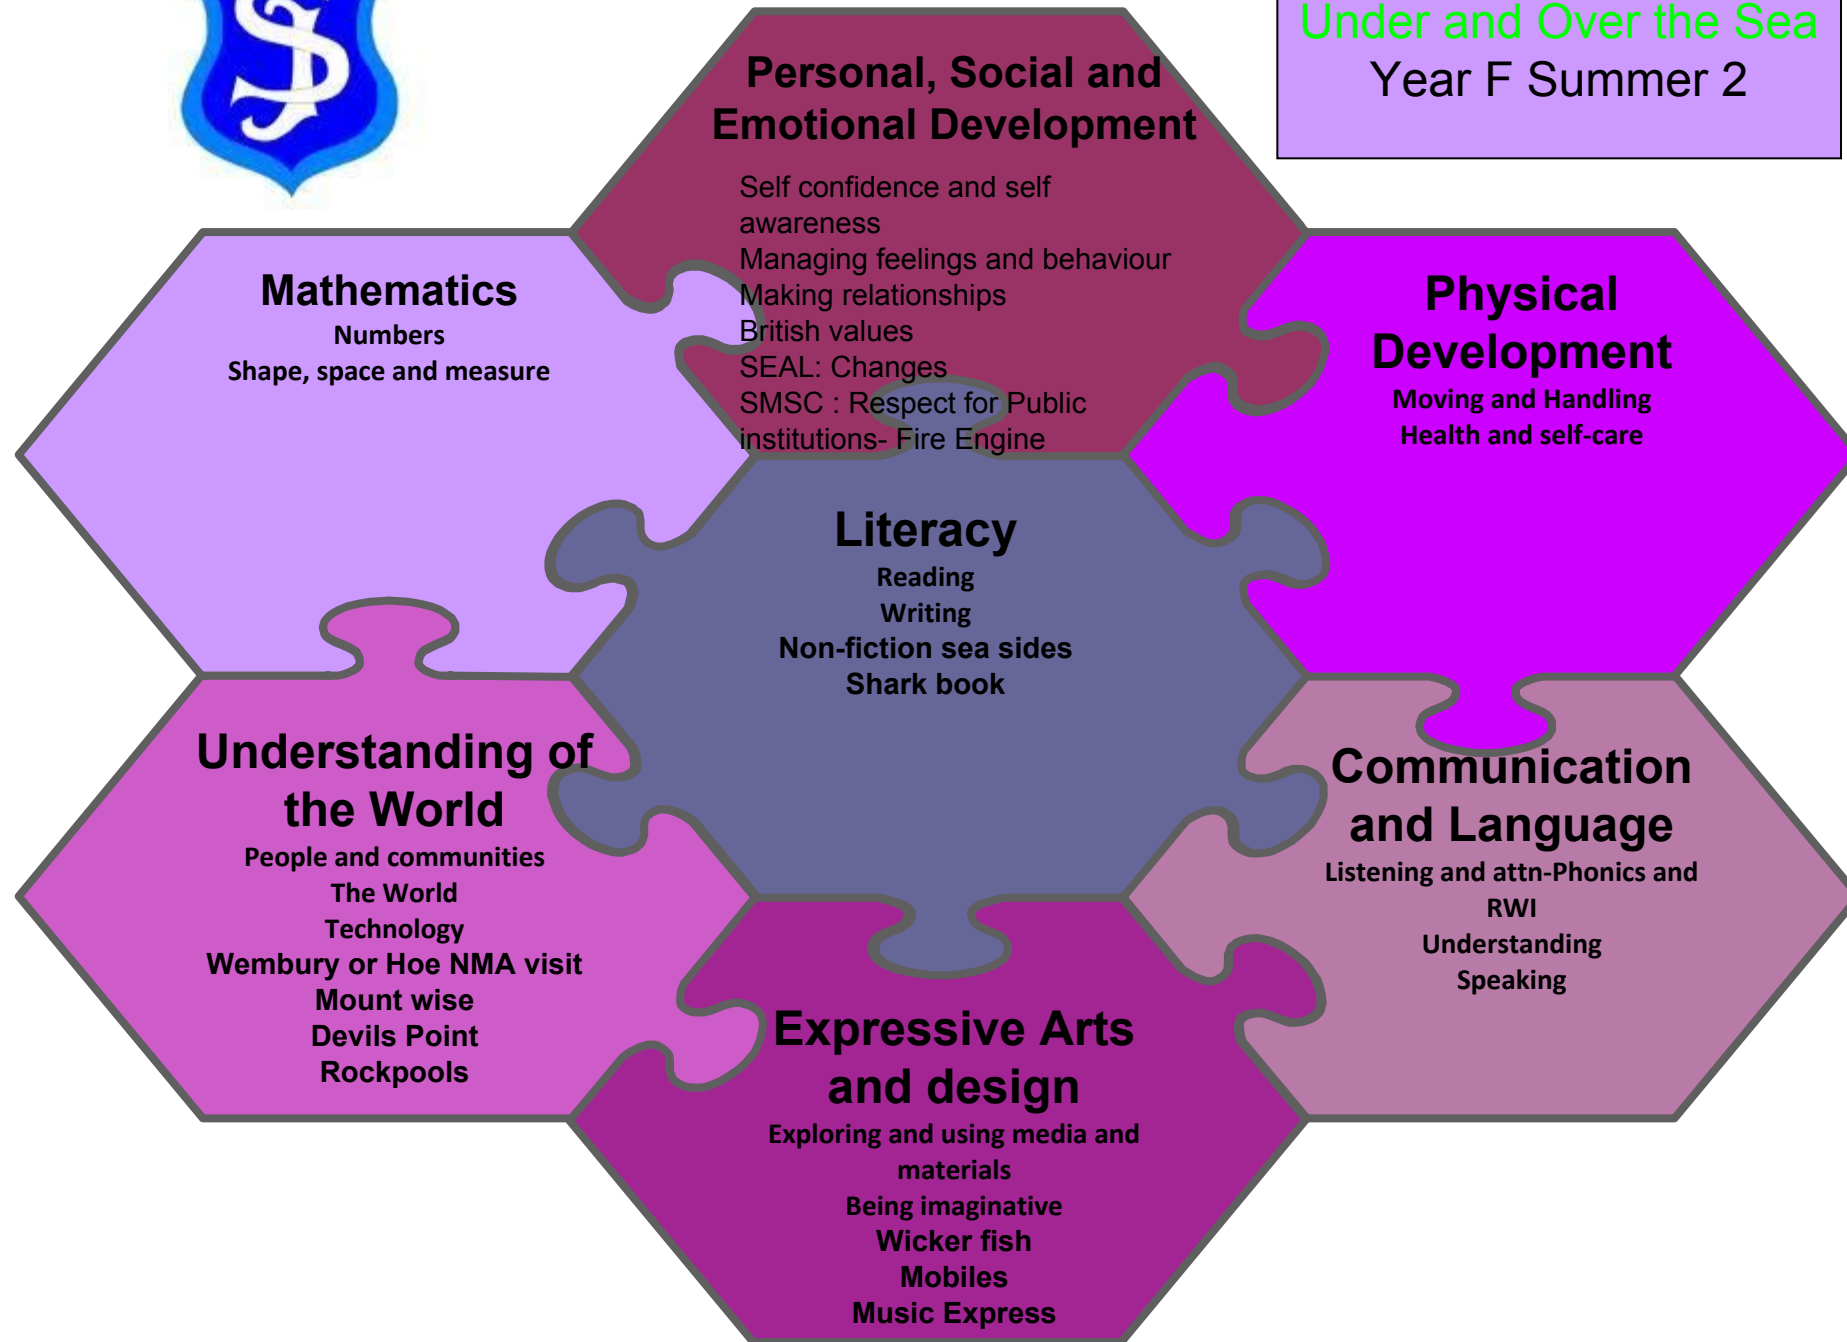 Under and Over the Sea
Year F Summer 2
Personal, Social and
Emotional Development
Self confidence and self
awareness
Managing feelings and behaviour
Making relationships
British values
SEAL: Changes
SMSC : Respect for Public
institutions- Fire Engine
Mathematics
Numbers
Shape, space and measure
Physical
Development
Moving and Handling
Health and self-care
Literacy
Reading
Writing
Non-fiction sea sides
Shark book
Understanding of
the World
People and communities
The World
Technology
Wembury or Hoe NMA visit
Mount wise
Devils Point
Rockpools
Communication
and Language
Listening and attn-Phonics and
RWI
Understanding
Speaking
Expressive Arts
and design
Exploring and using media and
materials
Being imaginative
Wicker fish
Mobiles
Music Express